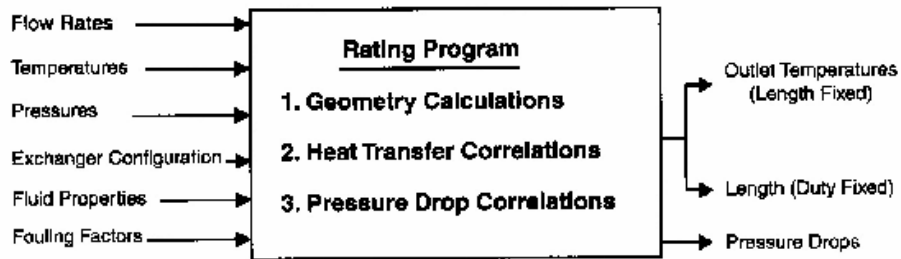 Flow Rates
Temperatures
Pressures
Exchanger Configuration
Fluid Properties
Fouling Factors
Rating Program
1. Geometry Calculations
2. Heat Transfer Correlations
3. Pressure Drop Correlations
Outlet Temperatures
(Length Fixed)
Length (Duty Fixed)
Pressure Drops